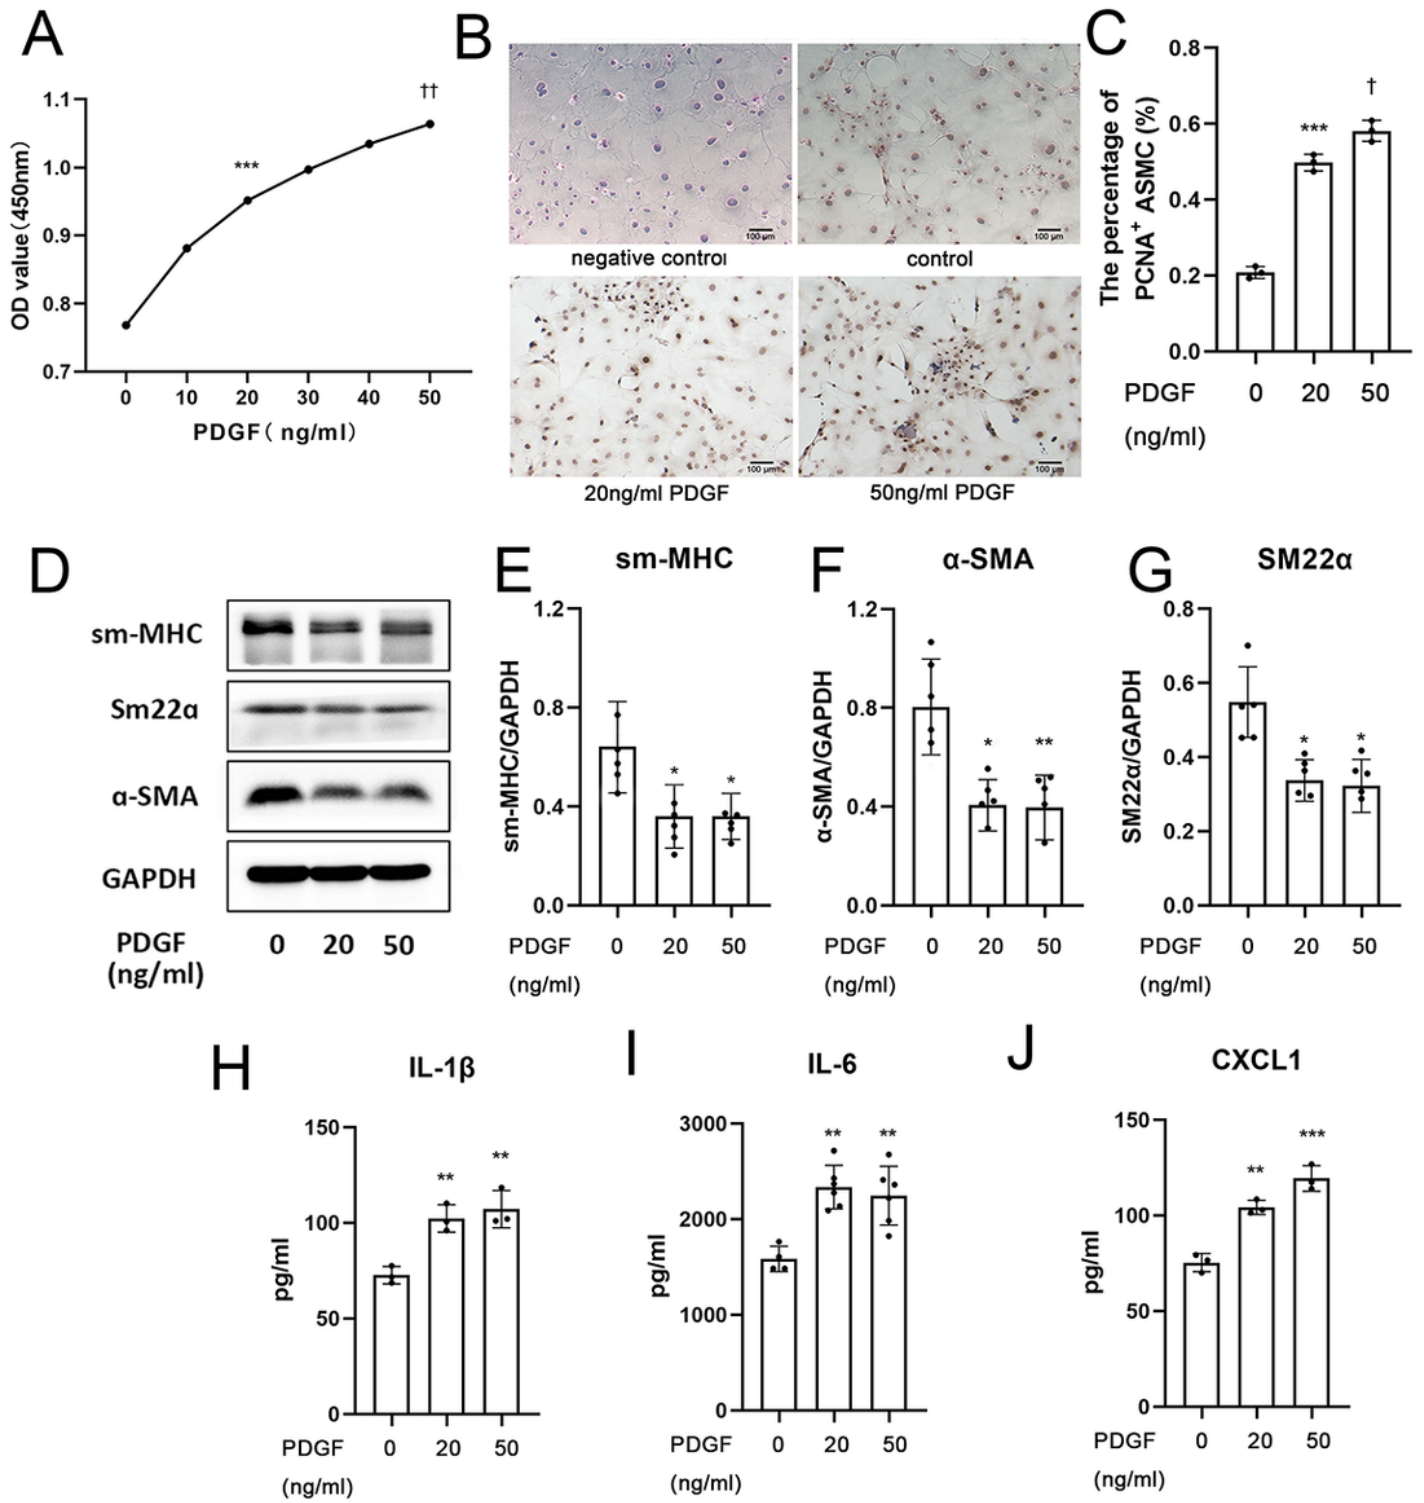 A
1.1
1.0
0.9
0.8
0.7
OD value(450nm)
***
††
0 10 20 30 40 50
PDGF( ng/ml)
B
100 μm
100 μm
negative control
control
100 μm
100 μm
20ng/ml PDGF
50ng/ml PDGF
C
The percentage of
PCNA+ ASMC (%)
0.8
0.6
0.4
0.2
0.0
***
†
PDGF 0 20 50
(ng/ml)
D
sm-MHC
Sm22α
α-SMA
GAPDH
PDGF 0 20 50
(ng/ml)
E
sm-MHC
sm-MHC/GAPDH
1.2
0.8
0.4
0.0
*
*
PDGF 0 20 50
(ng/ml)
F
α-SMA
α-SMA/GAPDH
1.2
0.8
0.4
0.0
*
**
PDGF 0 20 50
(ng/ml)
G
SM22α
SM22α/GAPDH
0.8
0.6
0.4
0.2
0.0
*
*
PDGF 0 20 50
(ng/ml)
H
IL-1β
pg/ml
150
100
50
0
**
**
PDGF 0 20 50
(ng/ml)
I
IL-6
pg/ml
3000
2000
1000
0
**
**
PDGF 0 20 50
(ng/ml)
J
CXCL1
pg/ml
150
100
50
0
**
***
PDGF 0 20 50
(ng/ml)